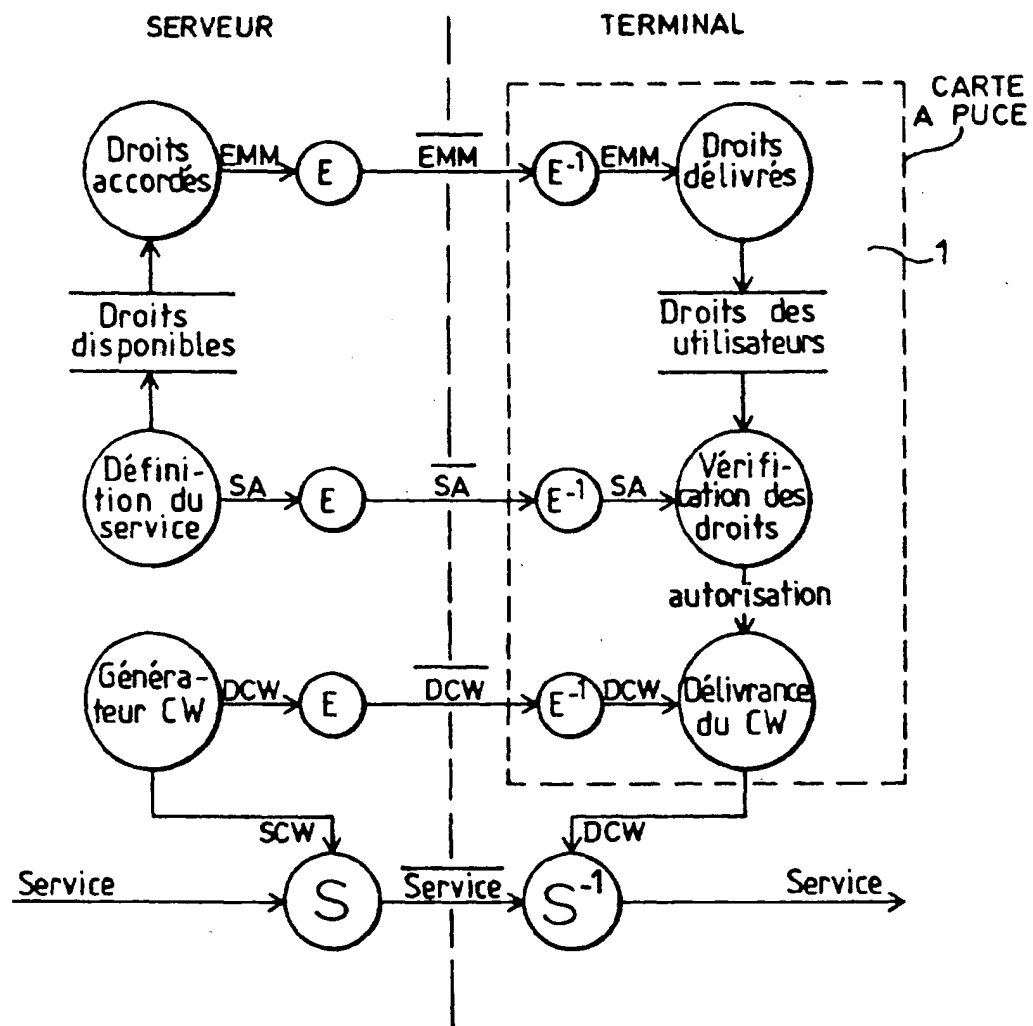 SERVEUR
TERMINAL
CARTE
A PUCE
Droits
accordés
EMM
E
EMM
E-1
EMM
Droits
délivrés
1
Droits
disponibles
Droits des
utilisateurs
Défini-
tion du
service
SA
E
SA
E-1
SA
Vérifi-
cation des
droits
autorisation
Généra-
teur CW
DCW
E
DCW
E-1
DCW
Délivrance
du CW
SCW
DCW
Service
S
Service
S-1
Service